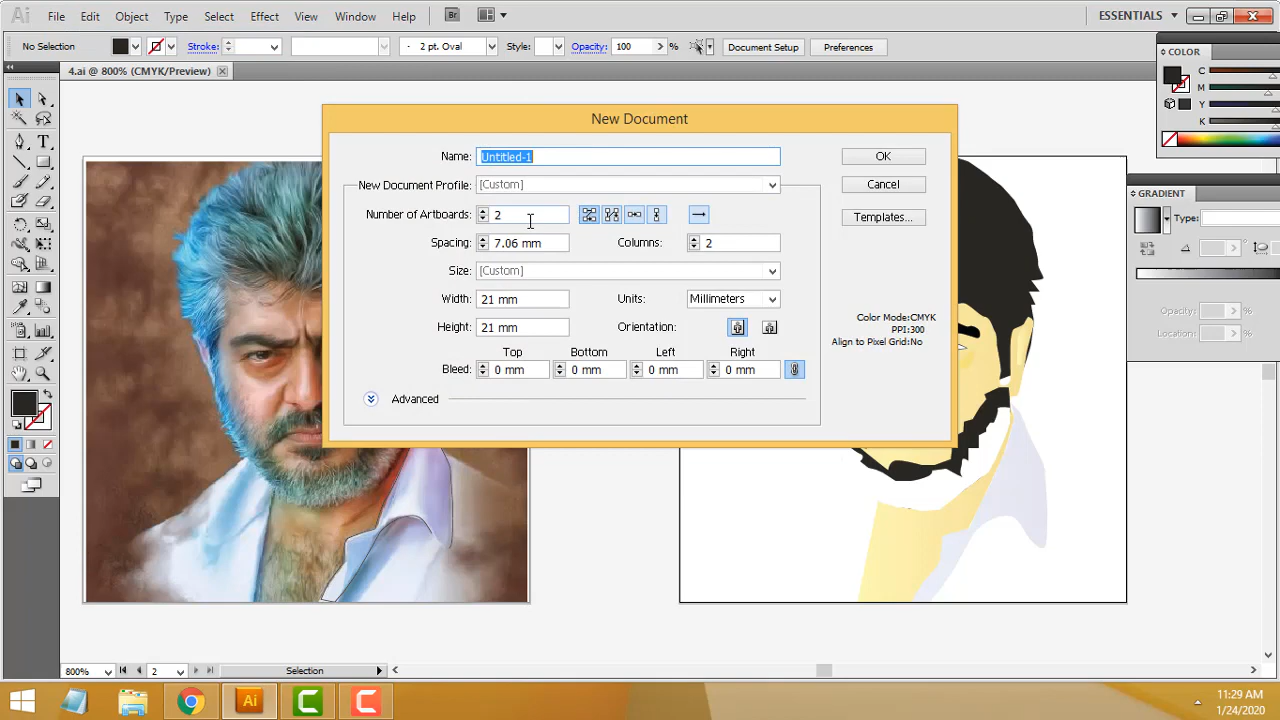 Ai File Edit Object Type Select Effect View Window Help Br ESSENTIALS
No Selection Stroke: 2 pt. Oval Style: Opacity: 100 % Document Setup Preferences
COLOR
4.ai @ 800% (CMYK/Preview)
C
M
Y
K
New Document
Name: Untitled-1 OK
New Document Profile: [Custom] Cancel
Number of Artboards: 2 Templates...
Spacing: 7.06 mm Columns: 2
Size: [Custom]
Width: 21 mm Units: Millimeters
Height: 21 mm Orientation:
Color Mode:CMYK
PPI:300
Align to Pixel Grid:No
Top Bottom Left Right
Bleed: 0 mm 0 mm 0 mm 0 mm
Advanced
GRADIENT
Type:
Opacity: %
Location: %
800% 2 Selection
Ai
11:29 AM
1/24/2020